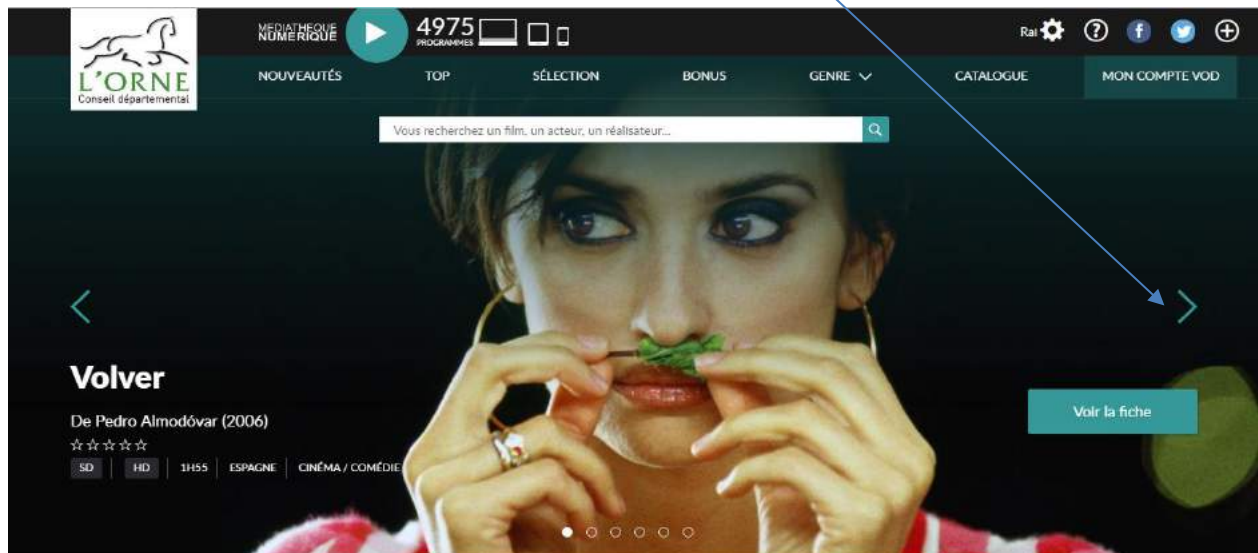 L'ORNE
Conseil départemental
MEDIATHEQUE
NUMERIQUE
4975
PROGRAMMES
Rai
NOUVEAUTÉS
TOP
SÉLECTION
BONUS
GENRE
CATALOGUE
MON COMPTE VOD
Vous recherchez un film, un acteur, un réalisateur...
Volver
De Pedro Almodóvar (2006)
SD HD 1H55 ESPAGNE CINÉMA / COMÉDIE
Voir la fiche